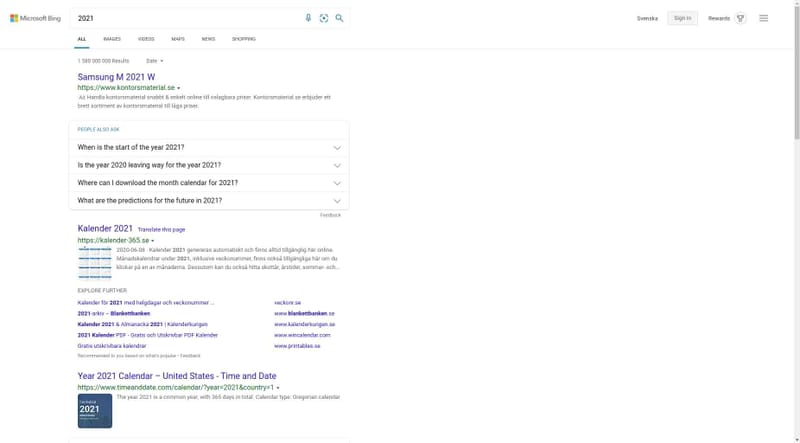 Microsoft Bing
2021
Svenska
Sign in
Rewards
ALL
IMAGES
VIDEOS
MAPS
NEWS
SHOPPING
1 580 000 000 Results
Date
Samsung M 2021 W
https://www.kontorsmaterial.se
Ad Handla kontorsmaterial snabbt & enkelt online till oslagbara priser. Kontorsmaterial.se erbjuder ett
brett sortiment av kontorsmaterial till låga priser.
PEOPLE ALSO ASK
When is the start of the year 2021?
Is the year 2020 leaving way for the year 2021?
Where can I download the month calendar for 2021?
What are the predictions for the future in 2021?
Feedback
Kalender 2021 Translate this page
https://kalender-365.se
2020-06-08 · Kalender 2021 genereras automatiskt och finns alltid tillgänglig här online.
Månadskalendrar under 2021, inklusive veckonummer, finns också tillgängliga här om du
klickar på en av månaderna. Dessutom kan du också hitta skottår, årstider, sommar- och...
EXPLORE FURTHER
Kalender för 2021 med helgdagar och veckonummer ... veckonr.se
2021-arkiv – Blankettbanken www.blankettbanken.se
Kalender 2021 & Almanacka 2021 | Kalenderkungen www.kalenderkungen.se
2021 Kalender PDF - Gratis och Utskrivbar PDF Kalender www.wincalendar.com
Gratis utskrivbara kalendrar www.printables.se
Recommended to you based on what's popular • Feedback
Year 2021 Calendar – United States - Time and Date
https://www.timeanddate.com/calendar/?year=2021&country=1
The year 2021 is a common year, with 365 days in total. Calendar type: Gregorian calendar
2021